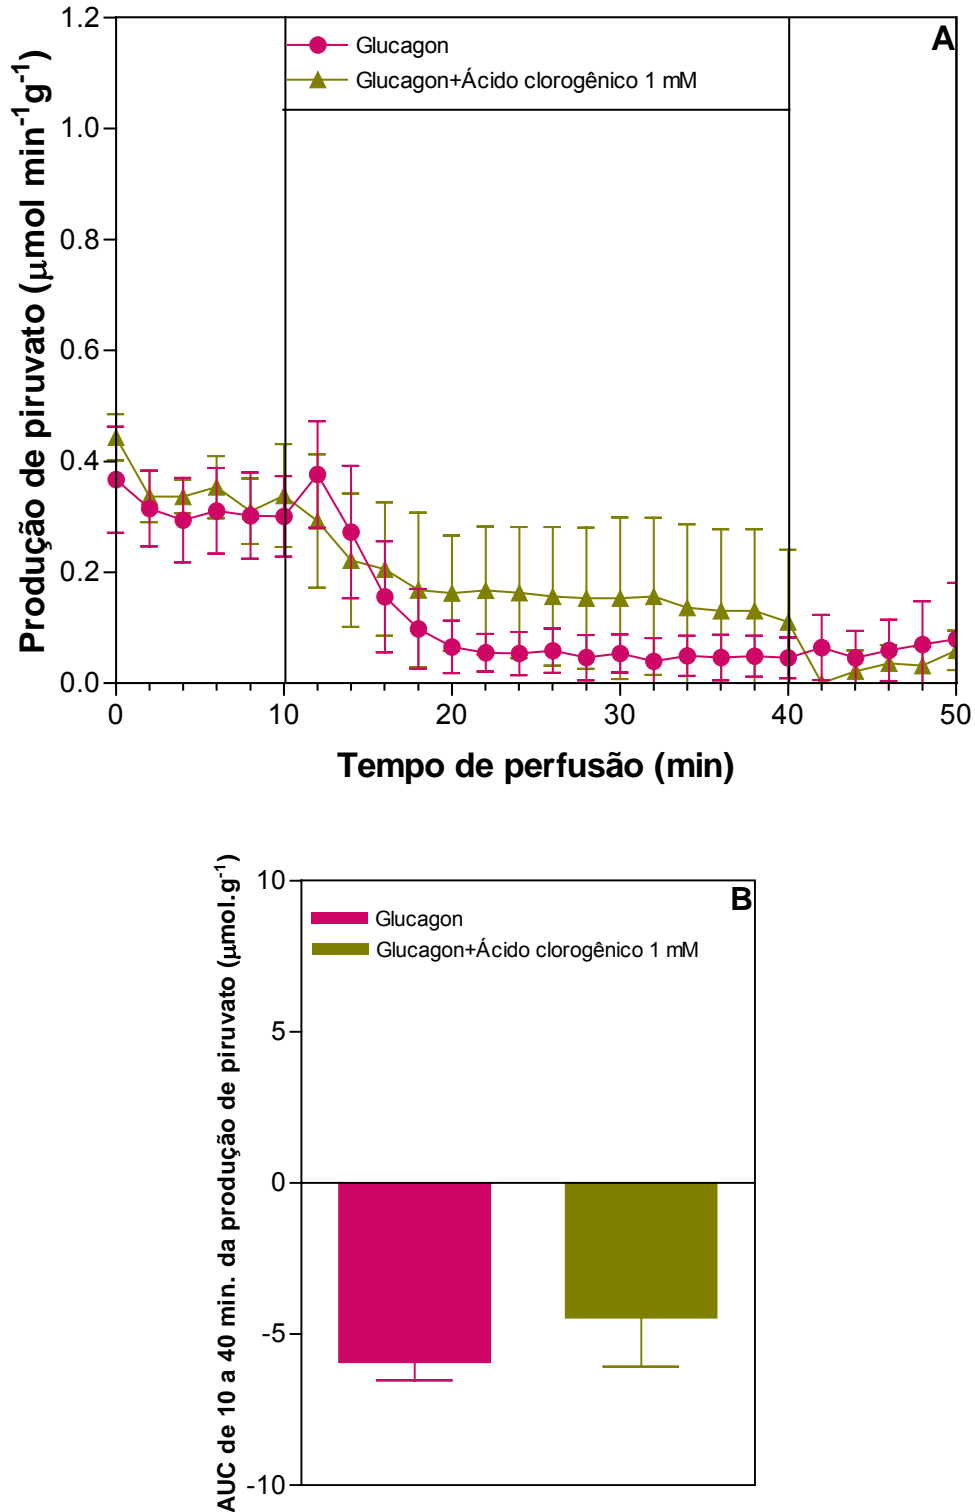 A
Glucagon
Glucagon+Ácido clorogênico 1 mM
Produção de piruvato (μmol min⁻¹g⁻¹)
1.2
1.0
0.8
0.6
0.4
0.2
0.0
0 10 20 30 40 50
Tempo de perfusão (min)
B
Glucagon
Glucagon+Ácido clorogênico 1 mM
AUC de 10 a 40 min. da produção de piruvato (μmol.g⁻¹)
10
5
0
-5
-10